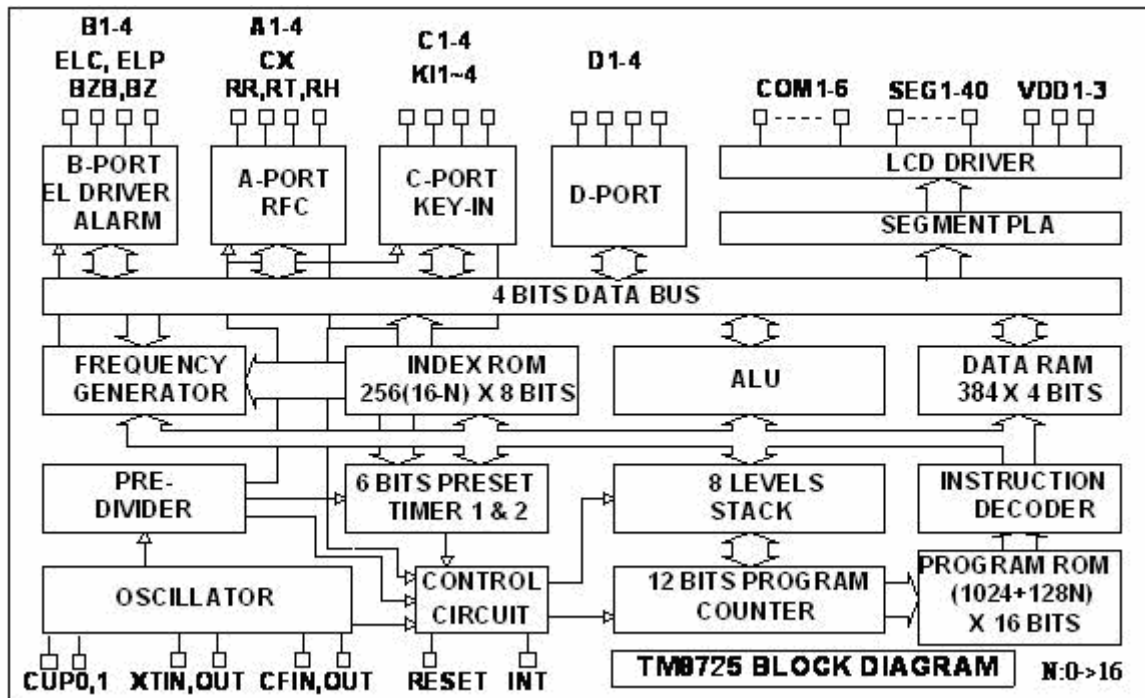 B1-4
ELC, ELP
BZB,BZ
A1-4
CX
RR,RT,RH
C1-4
KI1~4
D1-4
COM1-6
SEG1-40
VDD1-3
B-PORT
EL DRIVER
ALARM
A-PORT
RFC
C-PORT
KEY-IN
D-PORT
LCD DRIVER
SEGMENT PLA
4 BITS DATA BUS
FREQUENCY
GENERATOR
INDEX ROM
256(16-N) X 8 BITS
ALU
DATA RAM
384 X 4 BITS
PRE-
DIVIDER
6 BITS PRESET
TIMER 1 & 2
8 LEVELS
STACK
INSTRUCTION
DECODER
OSCILLATOR
CONTROL
CIRCUIT
12 BITS PROGRAM
COUNTER
PROGRAM ROM
(1024+128N)
X 16 BITS
CUP0,1
XTIN,OUT
CFIN,OUT
RESET
INT
TM8725 BLOCK DIAGRAM
N:0->16